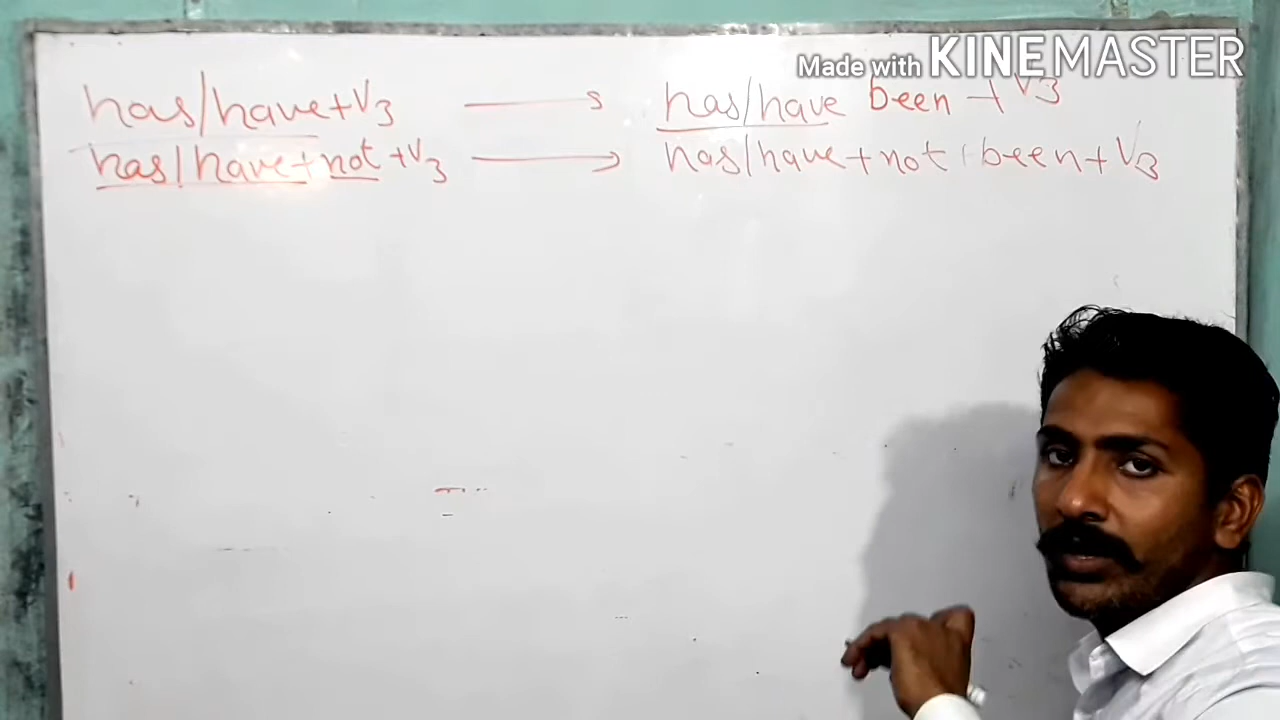 Made with KINEMASTER
has/have+V3 → has/have been + V3
has/have+not +V3 → has/have+not been+V3